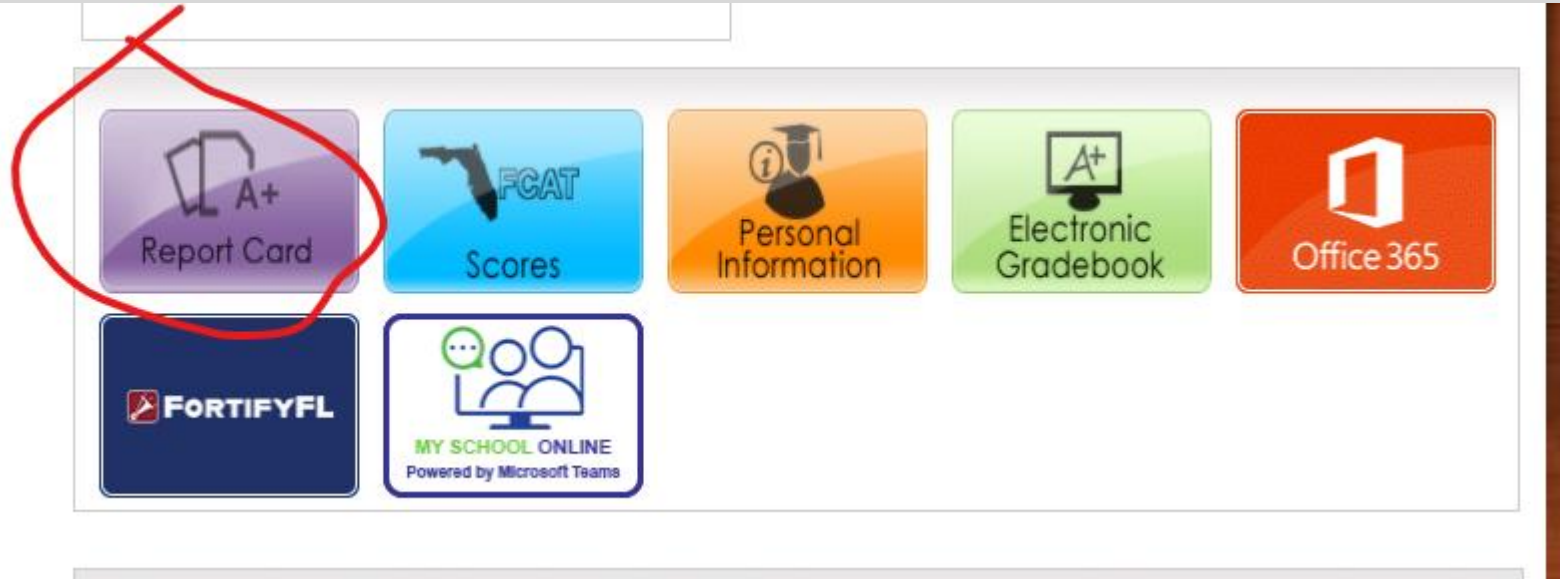 A+
Report Card
FCAT
Scores
i
Personal
Information
A+
Electronic
Gradebook
Office 365
FORTIFYFL
MY SCHOOL ONLINE
Powered by Microsoft Teams